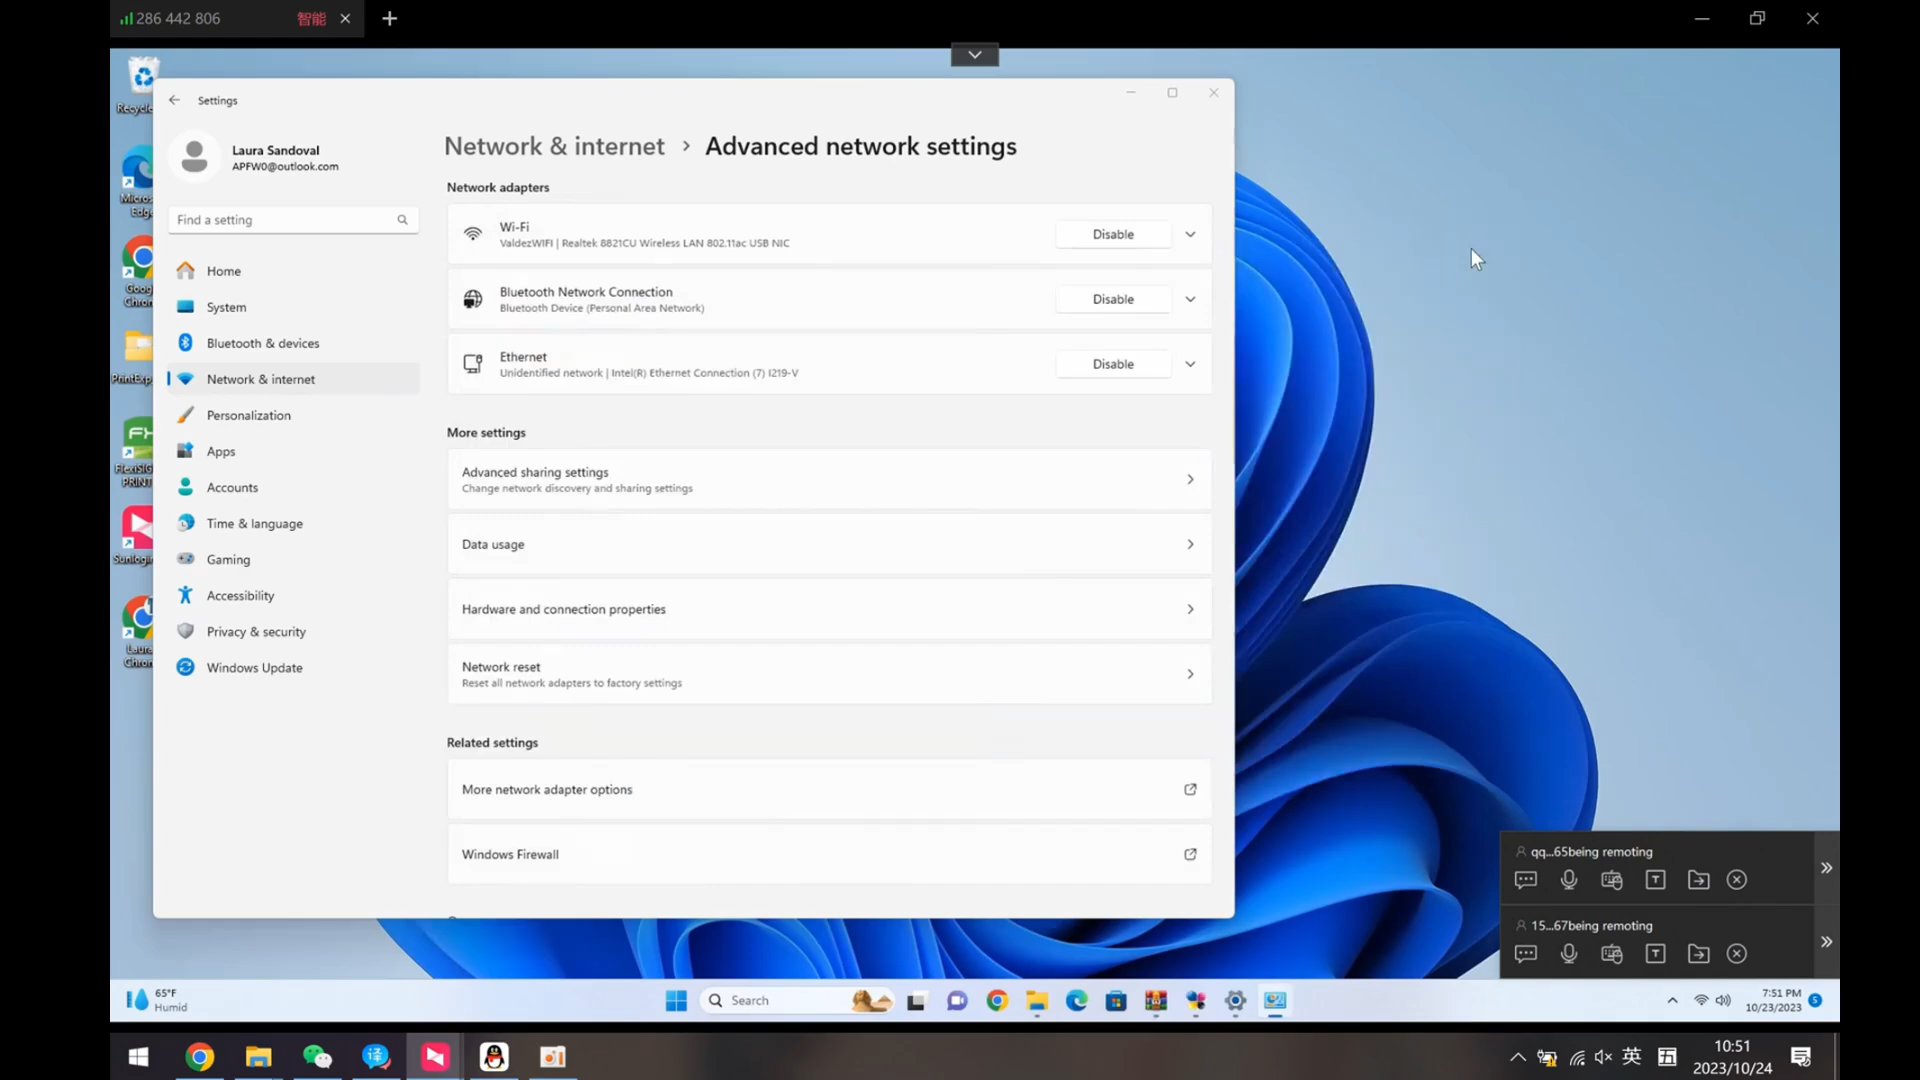 286 442 806
智能
Settings
Laura Sandoval
APFW0@outlook.com
Find a setting
Home
System
Bluetooth & devices
Network & internet
Personalization
Apps
Accounts
Time & language
Gaming
Accessibility
Privacy & security
Windows Update
Network & internet > Advanced network settings
Network adapters
Wi-Fi
ValdezWIFI | Realtek 8821CU Wireless LAN 802.11ac USB NIC
Disable
Bluetooth Network Connection
Bluetooth Device (Personal Area Network)
Disable
Ethernet
Unidentified network | Intel(R) Ethernet Connection (7) I219-V
Disable
More settings
Advanced sharing settings
Change network discovery and sharing settings
Data usage
Hardware and connection properties
Network reset
Reset all network adapters to factory settings
Related settings
More network adapter options
Windows Firewall
qq...65being remoting
15...67being remoting
65°F
Humid
Search
7:51 PM
10/23/2023
5
译
英
10:51
2023/10/24